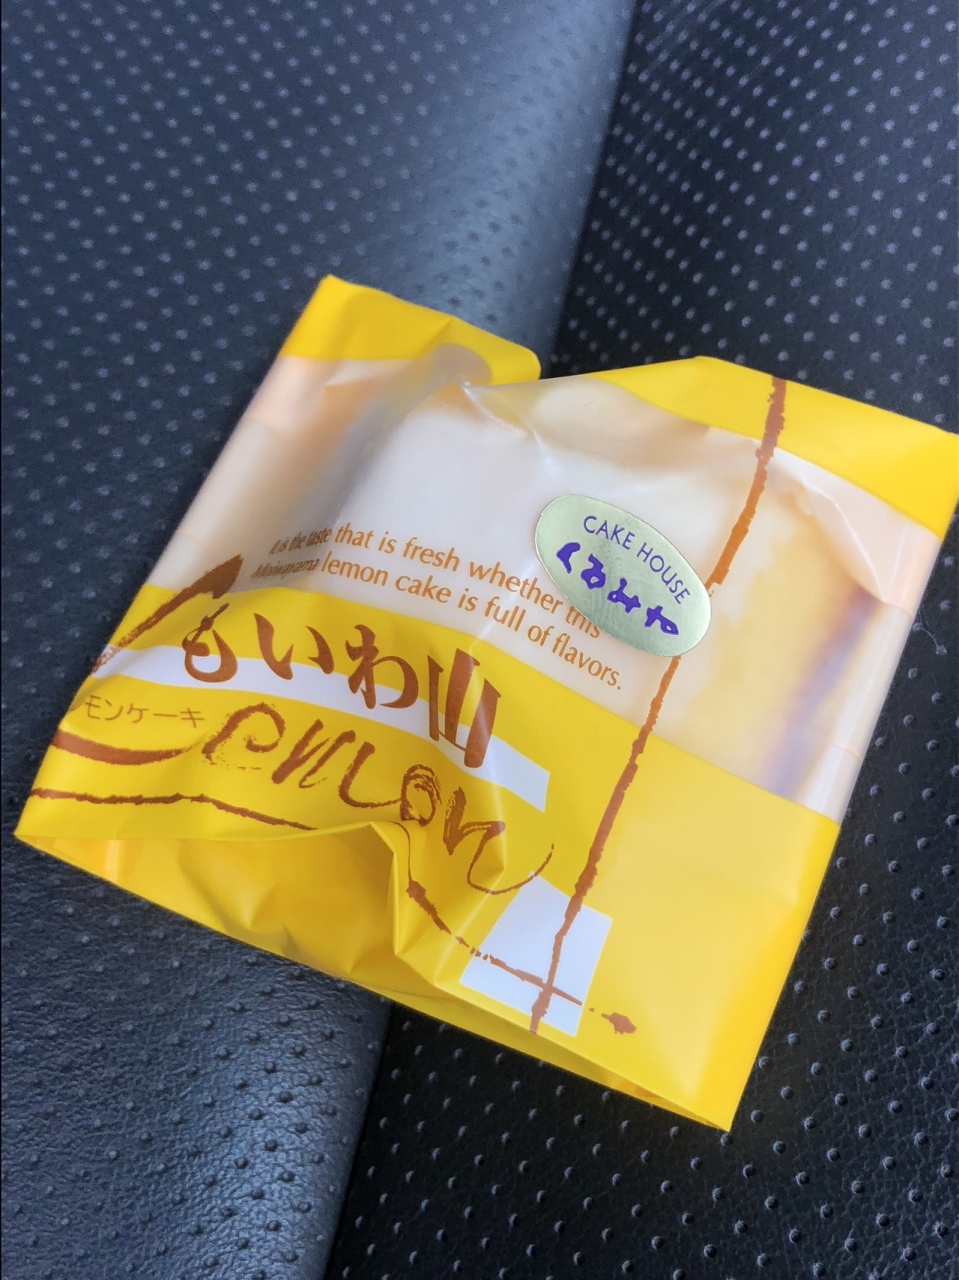 CAKE HOUSE
くるみや
It is the taste that is fresh whether this
Moiwayama lemon cake is full of flavors.
もいわ山
モンケーキ
Lemon